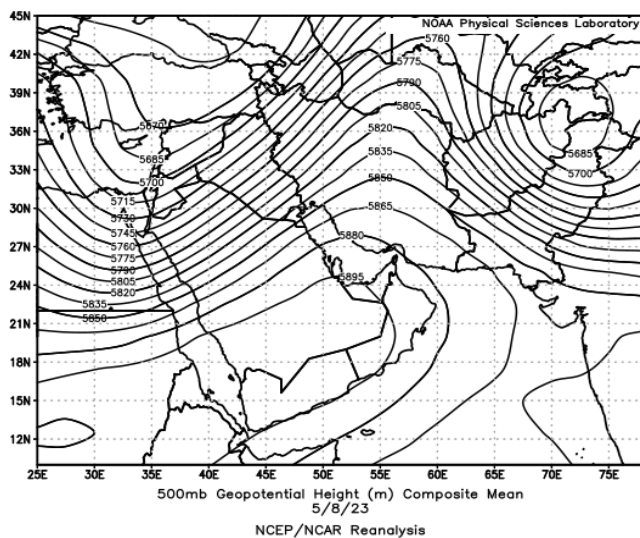 NOAA Physical Sciences Laboratory
45N
42N
39N
36N
33N
30N
27N
24N
21N
18N
15N
12N
5760
5775
5790
5805
5820
5835
5850
5865
5880
5895
5670
5685
5700
5715
5730
5745
5760
5775
5790
5805
5820
5835
5850
5685
5700
25E 30E 35E 40E 45E 50E 55E 60E 65E 70E 75E
500mb Geopotential Height (m) Composite Mean
5/8/23
NCEP/NCAR Reanalysis